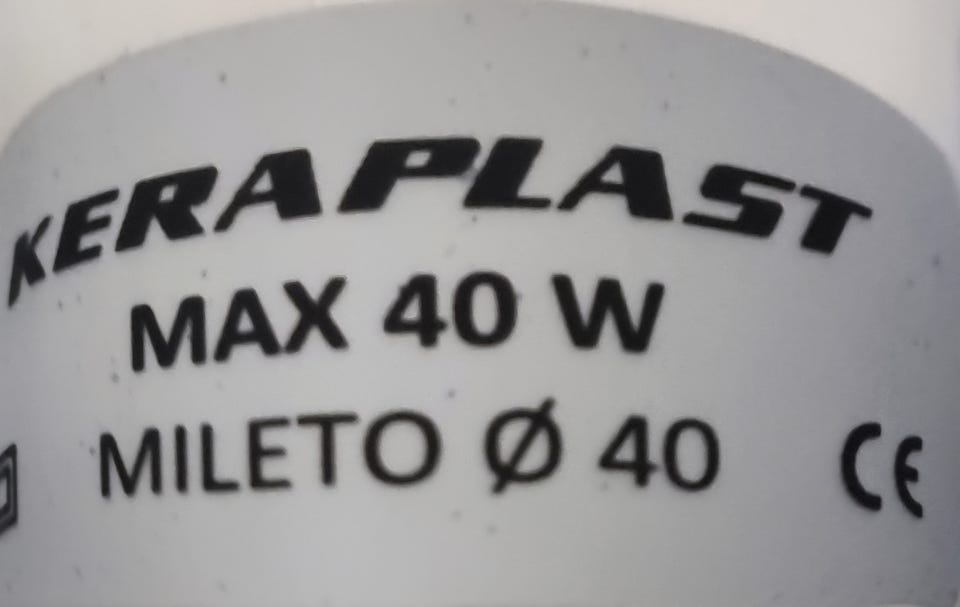 KERAPLAST
MAX 40 W
MILETO Ø 40
CE